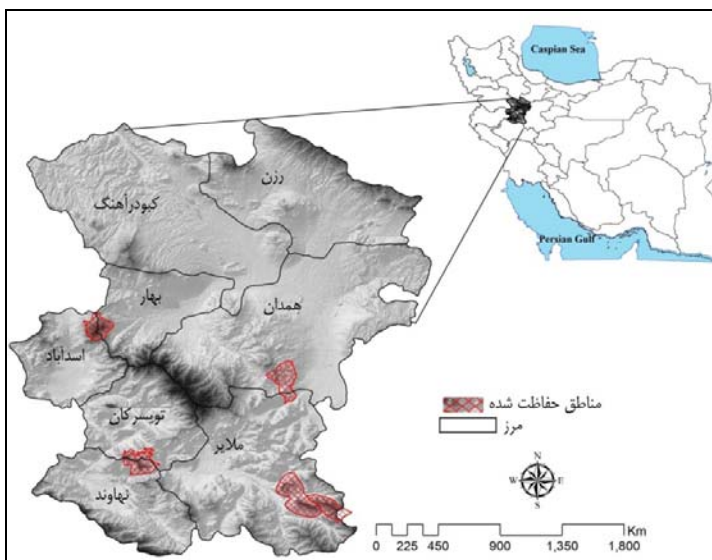 Caspian Sea
Persian Gulf
رزن
کبودرآهنگ
بهار
همدان
اسدآباد
تویسرکان
ملایر
نهاوند
مناطق حفاظت شده
مرز
N
W E
S
Km
0 225 450 900 1,350 1,800